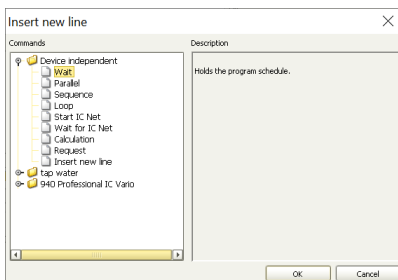 Insert new line
Commands
Description
Device independent
Wait
Holds the program schedule.
Parallel
Sequence
Loop
Start IC Net
Wait for IC Net
Calculation
Request
Insert new line
tap water
940 Professional IC Vario
OK
Cancel